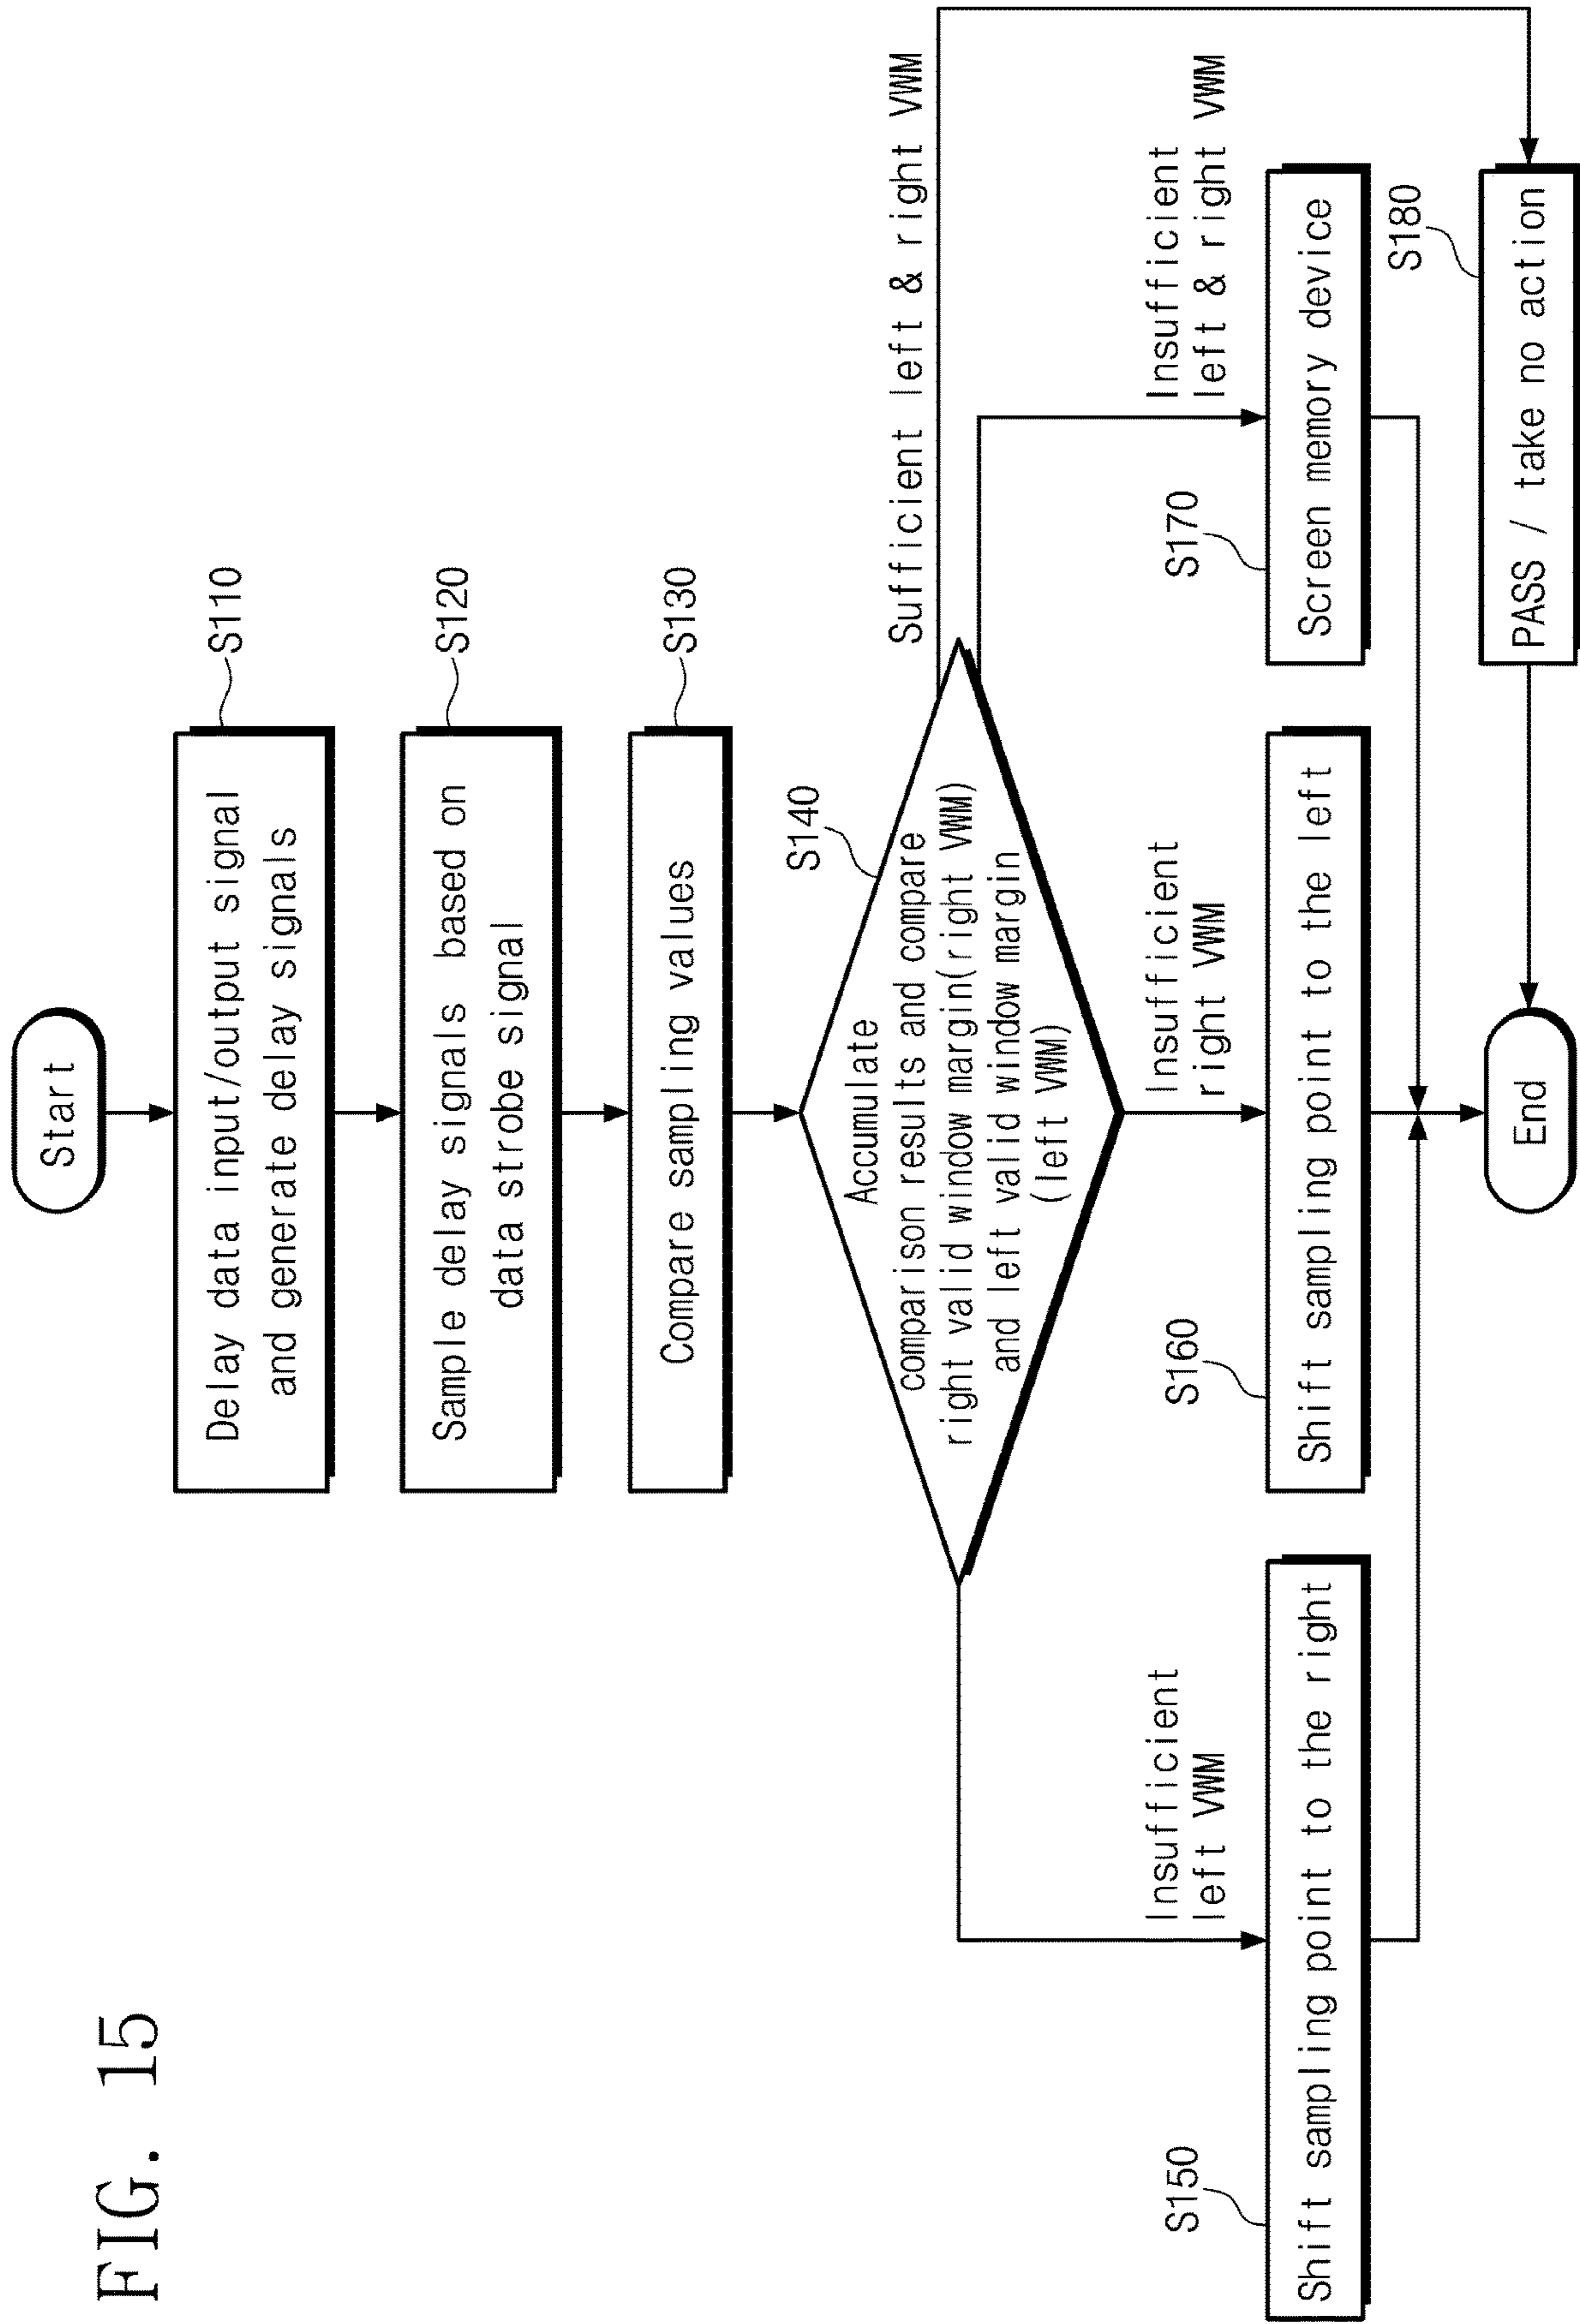 FIG. 15
Start
Delay data input/output signal
and generate delay signals
S110
Sample delay signals based on
data strobe signal
S120
Compare sampling values
S130
S140
Accumulate
comparison results and compare
right valid window margin(right VWM)
and left valid window margin
(left VWM)
Sufficient left & right VWM
Insufficient
left VWM
Insufficient
right VWM
Insufficient
left & right VWM
S150
Shift sampling point to the right
S160
Shift sampling point to the left
S170
Screen memory device
S180
PASS / take no action
End